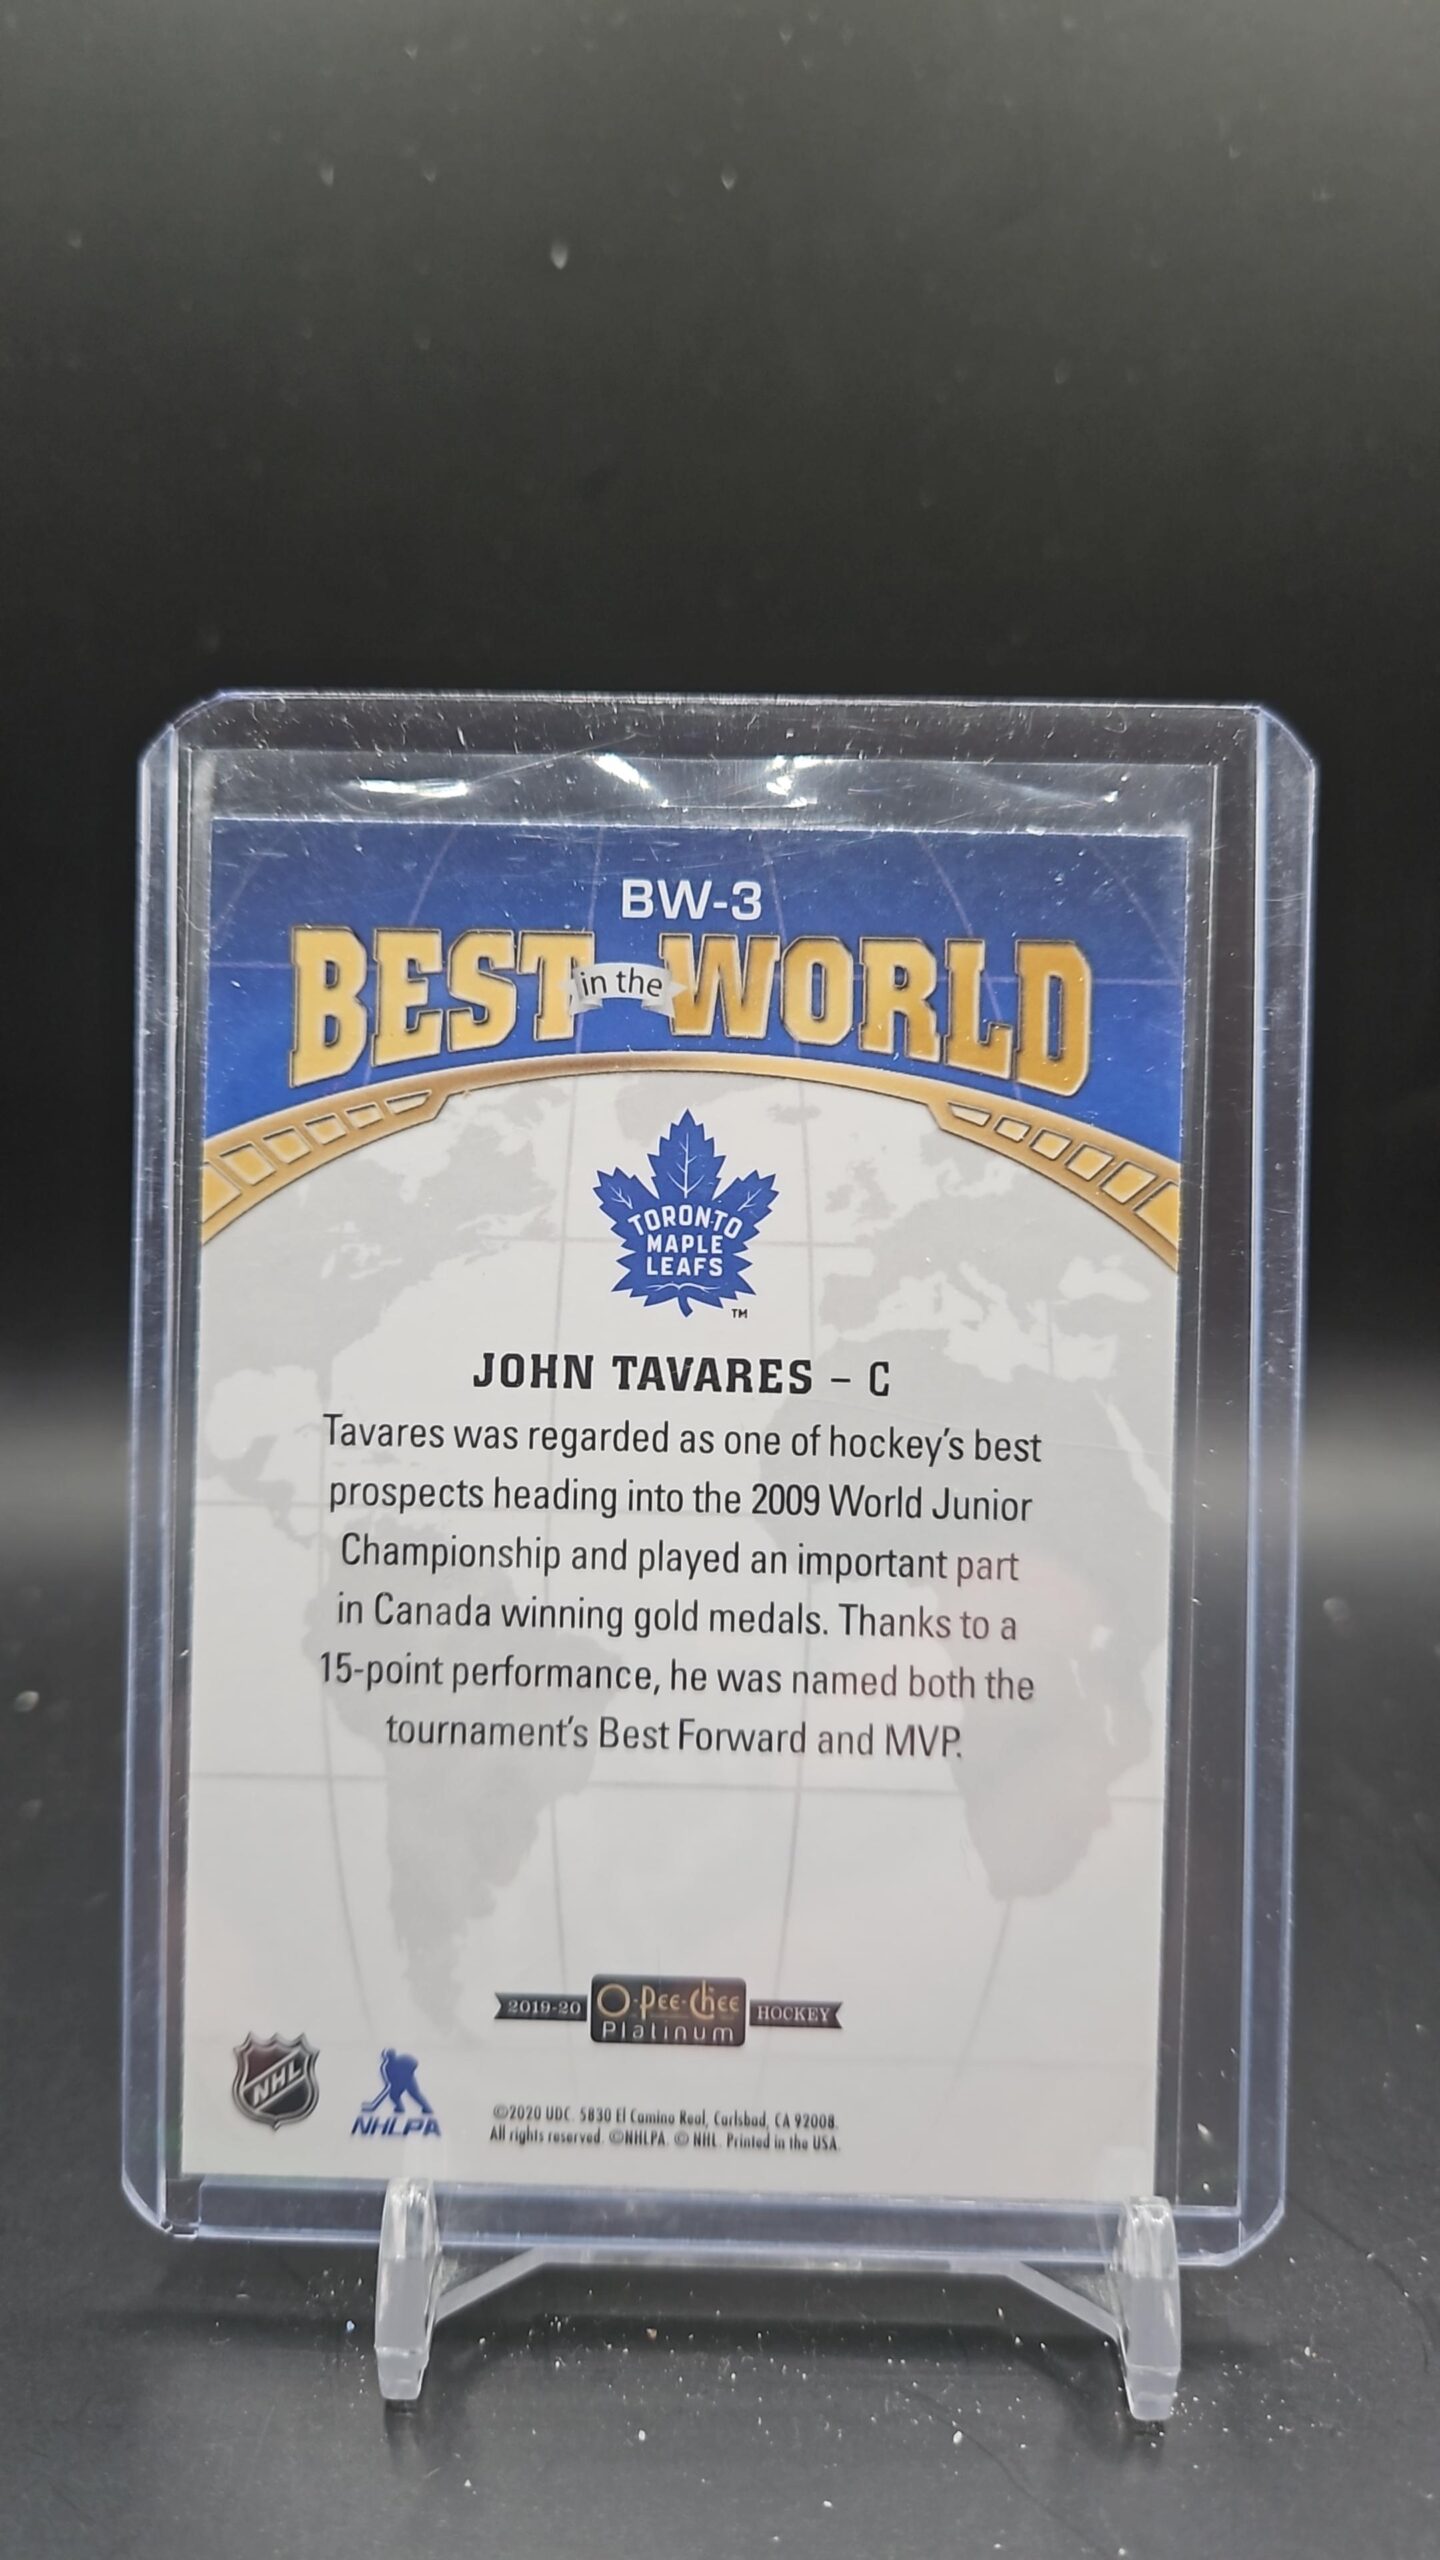 BW-3
BEST in the WORLD
TORONTO
MAPLE
LEAFS
TM
JOHN TAVARES – C
Tavares was regarded as one of hockey's best
prospects heading into the 2009 World Junior
Championship and played an important part
in Canada winning gold medals. Thanks to a
15-point performance, he was named both the
tournament's Best Forward and MVP.
2019-20 O-Pee-Chee HOCKEY
Platinum
NHL
NHLPA
©2020 UDC. 5830 El Camino Real, Carlsbad, CA 92008.
All rights reserved. ©NHLPA. © NHL. Printed in the USA.